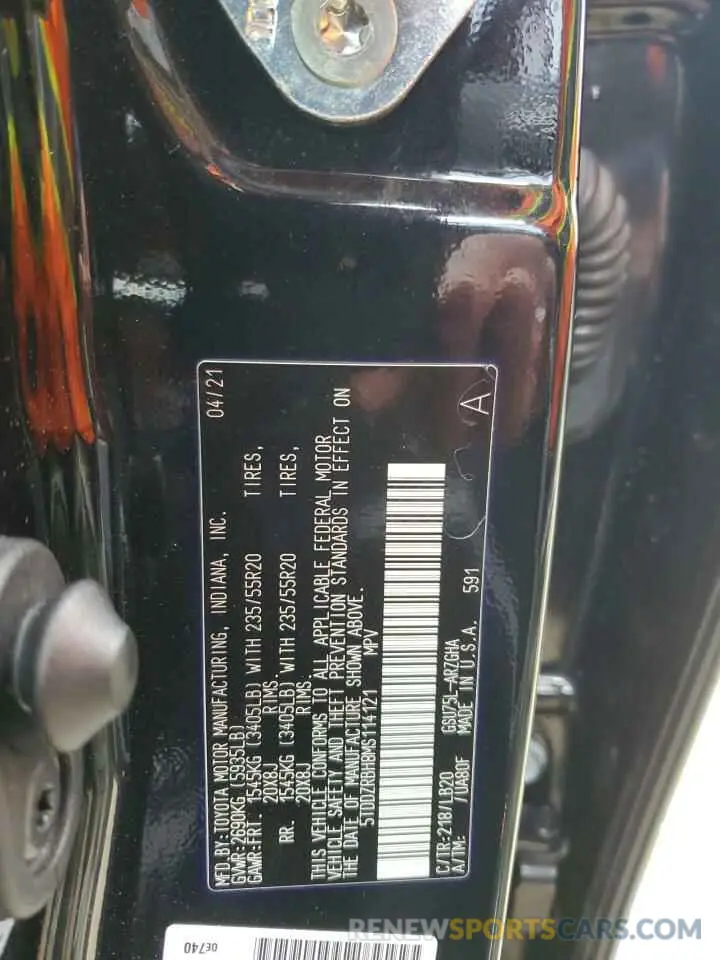 MFD.BY:TOYOTA MOTOR MANUFACTURING, INDIANA, INC. 04/21
GVWR:2690KG (5935LB)
GAWR:FRT. 1545KG (3405LB) WITH 235/55R20 TIRES,
20X8J RIMS.
RR. 1545KG (3405LB) WITH 235/55R20 TIRES,
20X8J RIMS.
THIS VEHICLE CONFORMS TO ALL APPLICABLE FEDERAL MOTOR
VEHICLE SAFETY AND THEFT PREVENTION STANDARDS IN EFFECT ON
THE DATE OF MANUFACTURE SHOWN ABOVE.
5TDDZRBH8MS114121 MPV
C/TR:218/LB20 GSU75L-ARZGHA
A/TM: /UA80F MADE IN U.S.A. 591
A
0E740
RENEWSPORTSCARS.COM